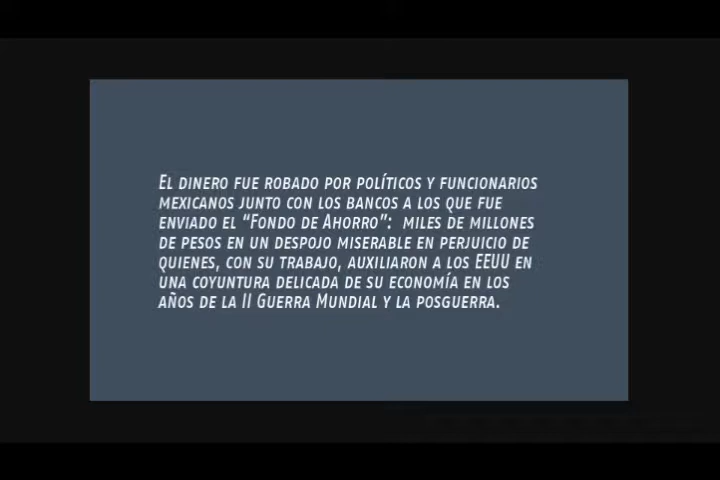 El dinero fue robado por políticos y funcionarios
mexicanos junto con los bancos a los que fue
enviado el “Fondo de Ahorro”: miles de millones
de pesos en un despojo miserable en perjuicio de
quienes, con su trabajo, auxiliaron a los EEUU en
una coyuntura delicada de su economía en los
años de la II Guerra Mundial y la posguerra.